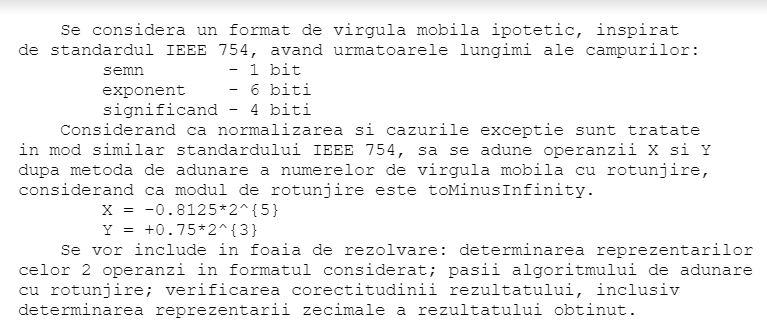 Se considera un format de virgula mobila ipotetic, inspirat
de standardul IEEE 754, avand urmatoarele lungimi ale campurilor:
semn - 1 bit
exponent - 6 biti
significand - 4 biti
Considerand ca normalizarea si cazurile exceptie sunt tratate
in mod similar standardului IEEE 754, sa se adune operanzii X si Y
dupa metoda de adunare a numerelor de virgula mobila cu rotunjire,
considerand ca modul de rotunjire este toMinusInfinity.
X = -0.8125*2^{5}
Y = +0.75*2^{3}
Se vor include in foaia de rezolvare: determinarea reprezentarilor
celor 2 operanzi in formatul considerat; pasii algoritmului de adunare
cu rotunjire; verificarea corectitudinii rezultatului, inclusiv
determinarea reprezentarii zecimale a rezultatului obtinut.